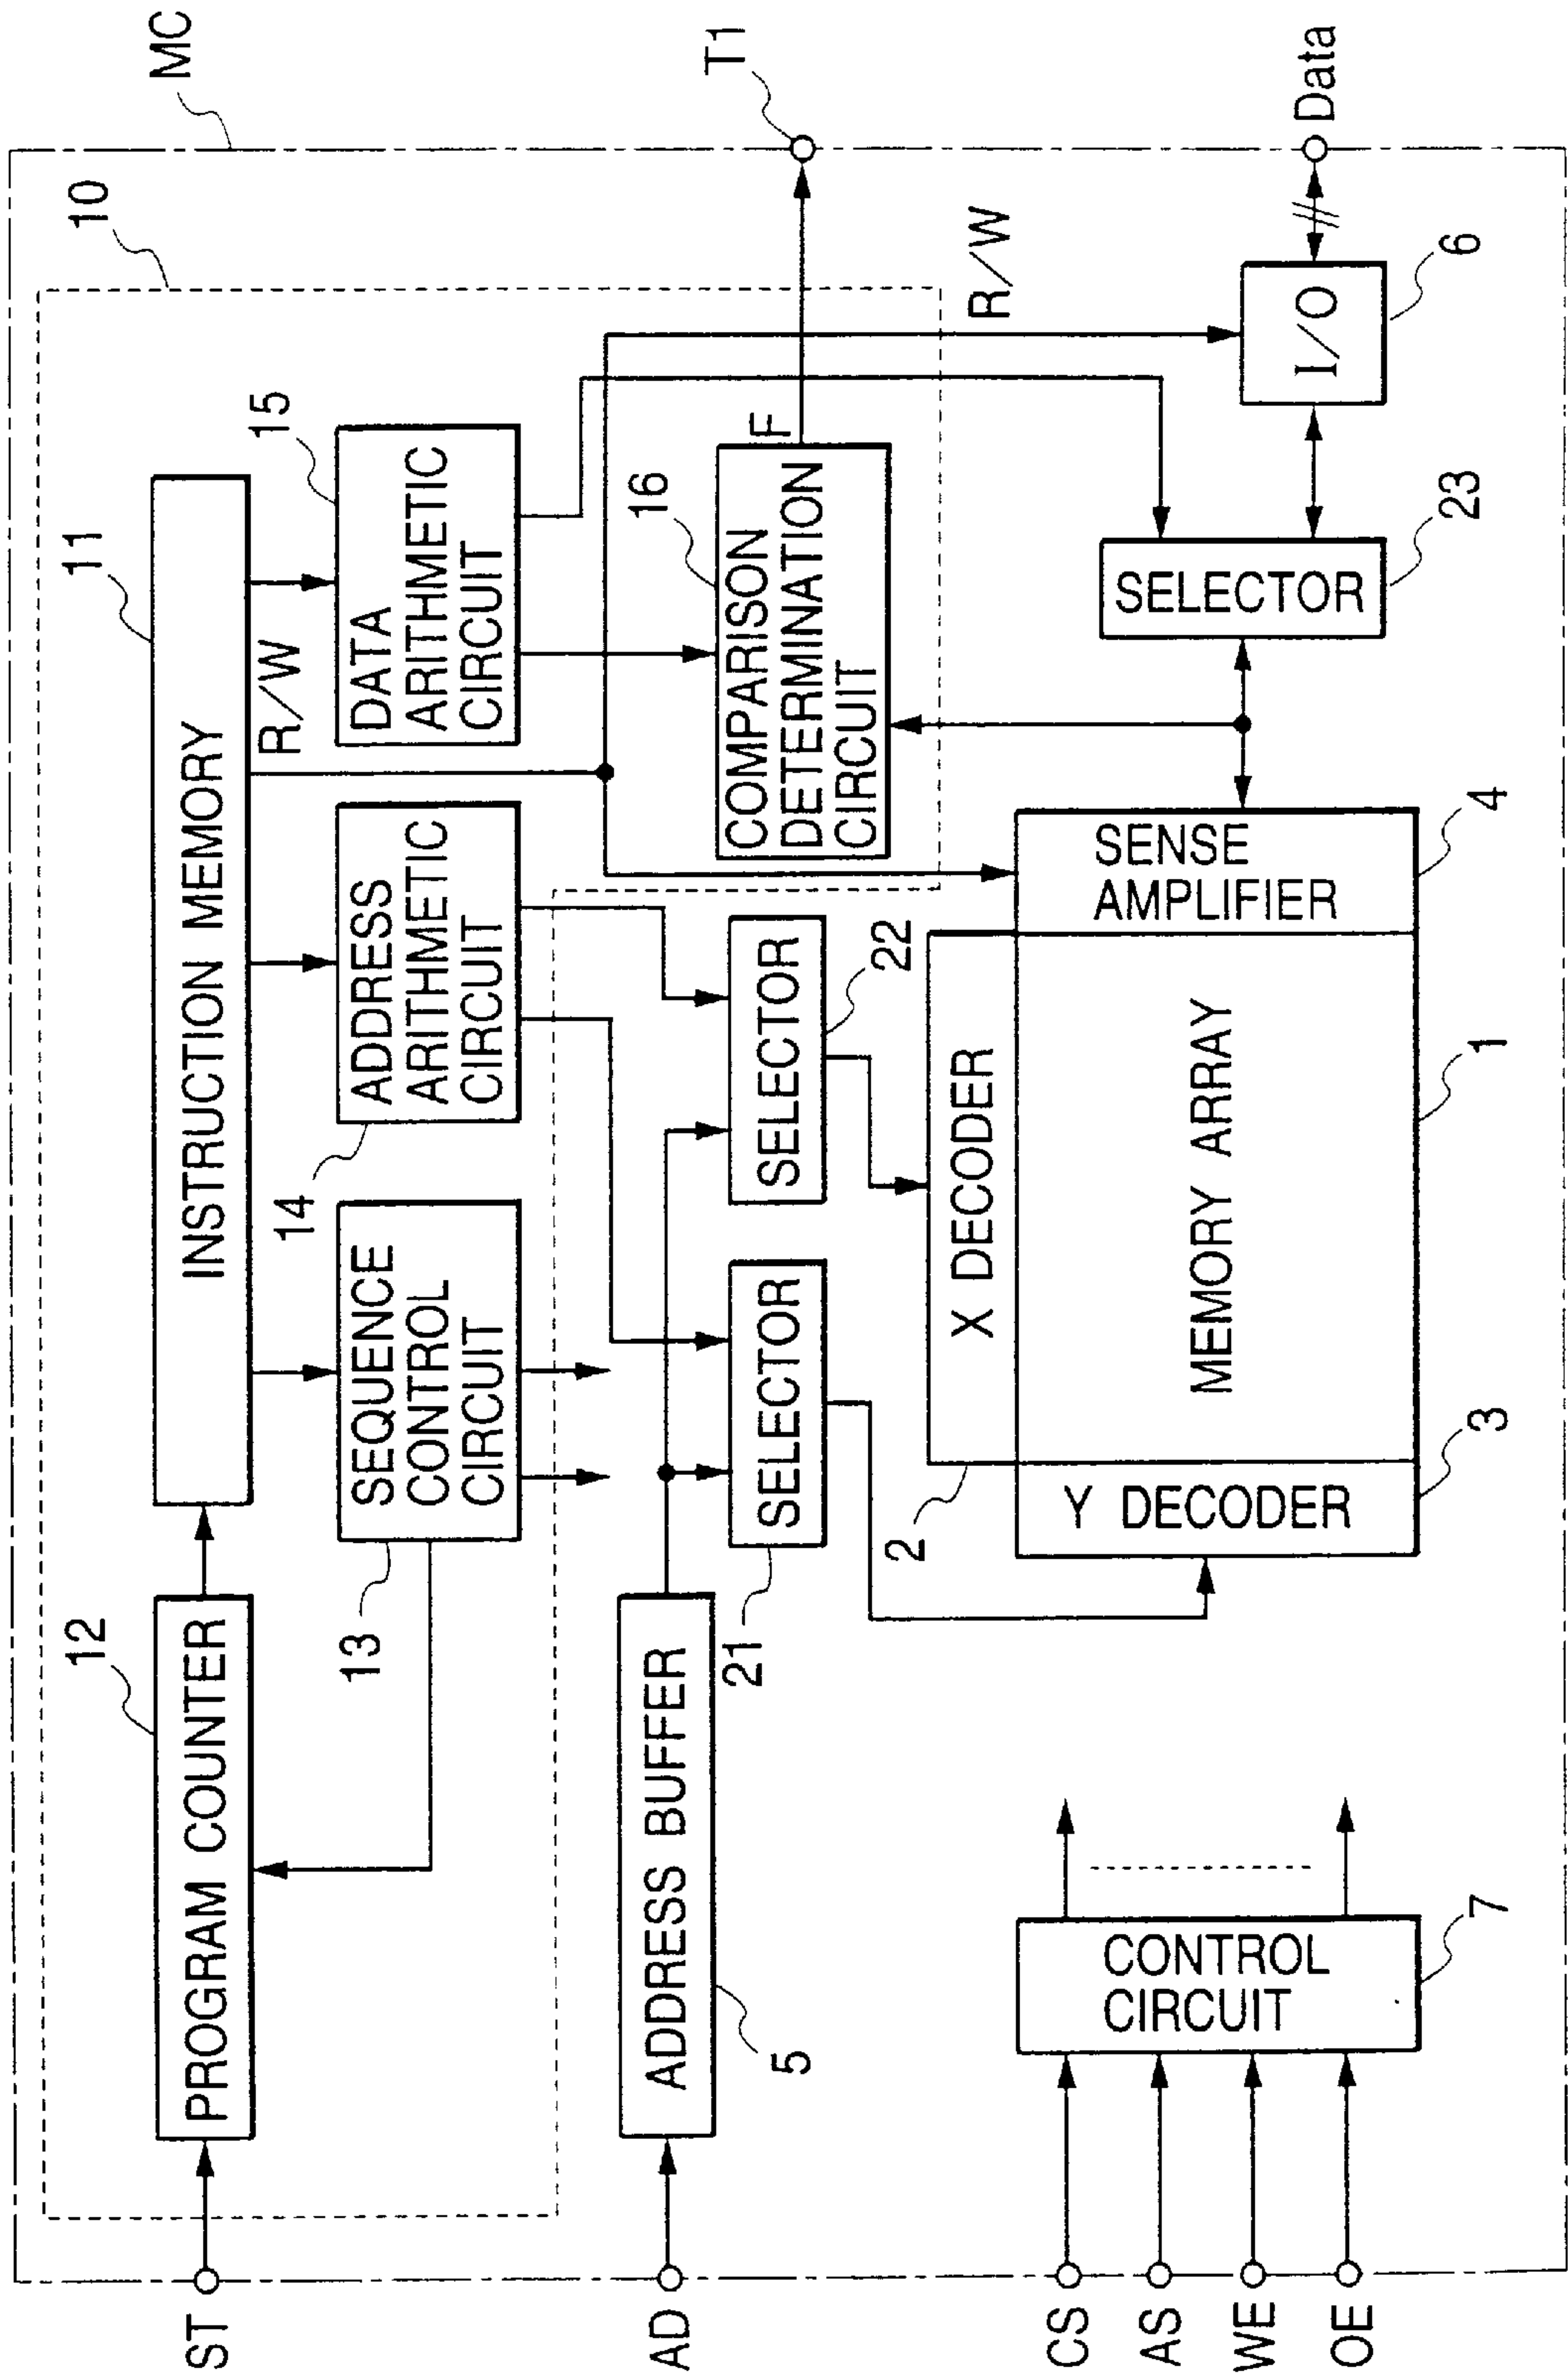 MC
10
11
12
INSTRUCTION MEMORY
PROGRAM COUNTER
ST
R/W
15
DATA
ARITHMETIC
CIRCUIT
14
ADDRESS
ARITHMETIC
CIRCUIT
13
SEQUENCE
CONTROL
CIRCUIT
T1
F
16
COMPARISON
DETERMINATION
CIRCUIT
AD
ADDRESS BUFFER
5
21
SELECTOR
22
SELECTOR
R/W
Data
I/O
6
SELECTOR
23
2
X DECODER
Y DECODER
3
MEMORY ARRAY
1
SENSE
AMPLIFIER
4
CS
AS
WE
OE
CONTROL
CIRCUIT
7